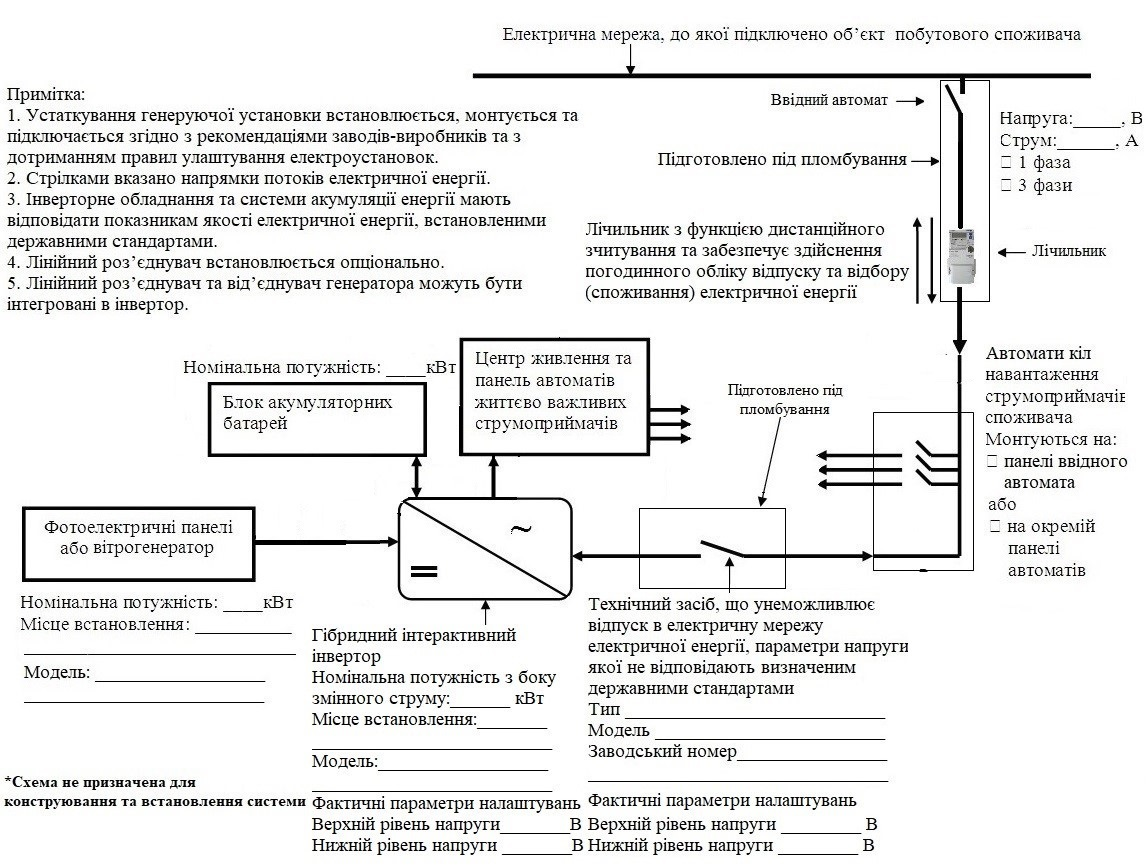 Електрична мережа, до якої підключено об’єкт побутового споживача
Примітка:
1. Устаткування генеруючої установки встановлюється, монтується та
підключається згідно з рекомендаціями заводів-виробників та з
дотриманням правил улаштування електроустановок.
2. Стрілками вказано напрямки потоків електричної енергії.
3. Інверторне обладнання та системи акумуляції енергії мають
відповідати показникам якості електричної енергії, встановленими
державними стандартами.
4. Лінійний роз’єднувач встановлюється опціонально.
5. Лінійний роз’єднувач та від’єднувач генератора можуть бути
інтегровані в інвертор.
Ввідний автомат
Підготовлено під пломбування
Напруга:_____, В
Струм:______, А
□ 1 фаза
□ 3 фази
Лічильник з функцією дистанційного
зчитування та забезпечує здійснення
погодинного обліку відпуску та відбору
(споживання) електричної енергії
Лічильник
Номінальна потужність: ____кВт
Блок акумуляторних
батарей
Центр живлення та
панель автоматів
життєво важливих
струмоприймачів
Підготовлено під
пломбування
Автомати кіл
навантаження
струмоприймачів
споживача
Монтуються на:
□ панелі ввідного
автомата
або
□ на окремій
панелі
автоматів
Фотоелектричні панелі
або вітрогенератор
~
=
Номінальна потужність: ____кВт
Місце встановлення: __________
____________________________
Модель: _________________
________________________
Гібридний інтерактивний
інвертор
Номінальна потужність з боку
змінного струму:______ кВт
Місце встановлення:_______
________________________
Модель:_________________
________________________
Фактичні параметри налаштувань
Верхній рівень напруги_______В
Нижній рівень напруги_______В
Технічний засіб, що унеможливлює
відпуск в електричну мережу
електричної енергії, параметри напруги
якої не відповідають визначеним
державними стандартами
Тип __________________________
Модель _______________________
Заводський номер_______________
______________________________
Фактичні параметри налаштувань
Верхній рівень напруги ________ В
Нижній рівень напруги ________ В
*Схема не призначена для
конструювання та встановлення системи